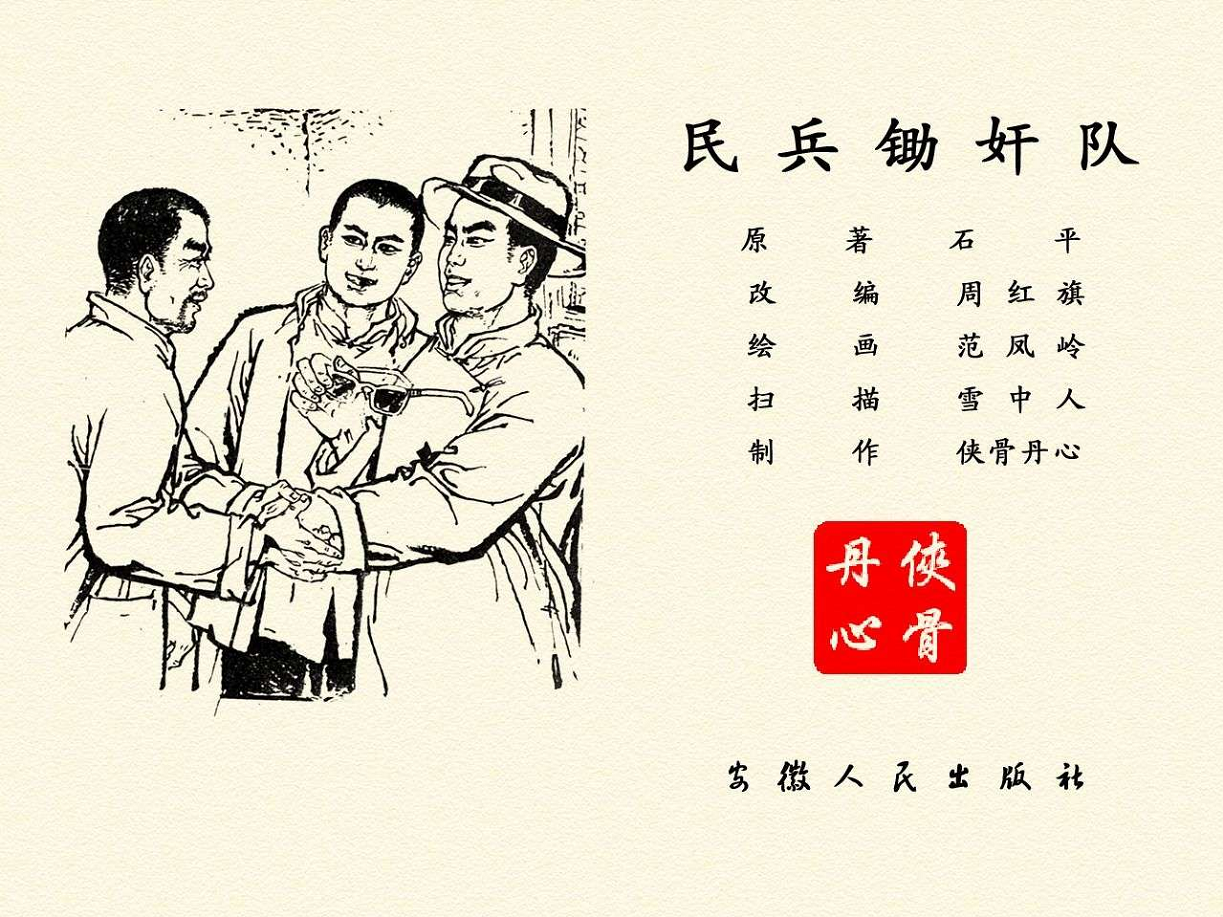 民兵锄奸队
原著 石平
改编 周红旗
绘画 范凤岭
扫描 雪中人
制作 侠骨丹心
俠骨
丹心
安徽人民出版社